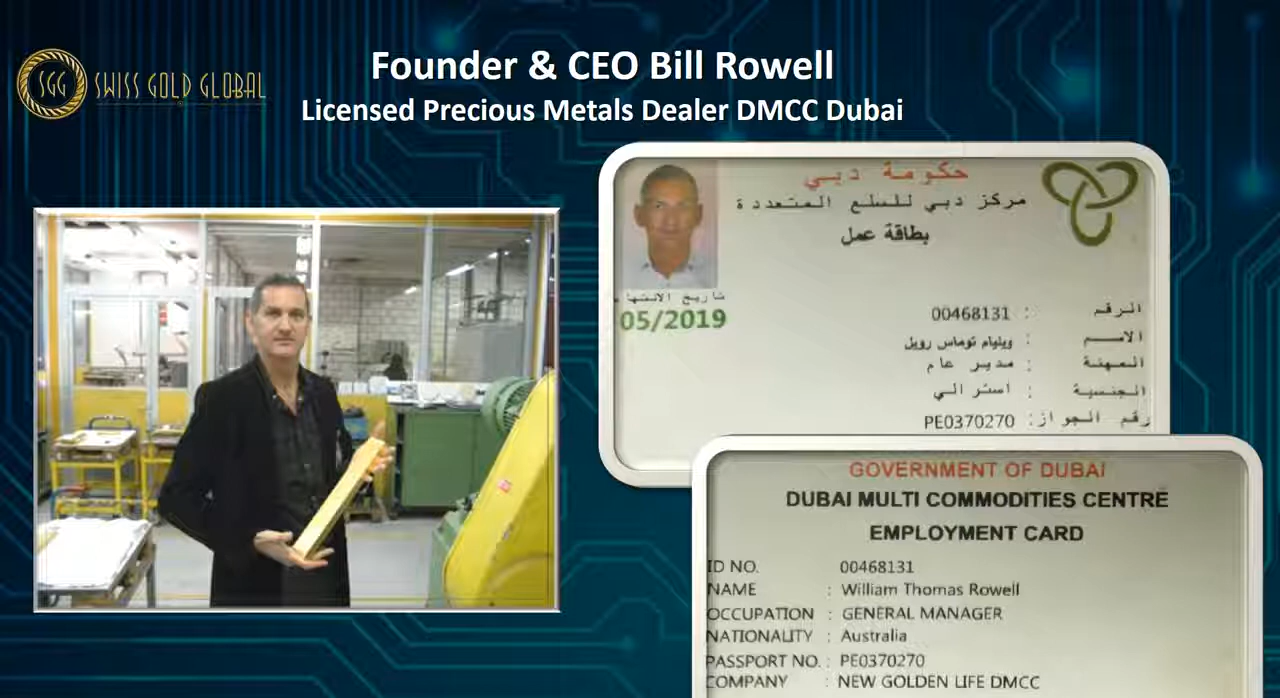 SGG SWISS GOLD GLOBAL
Founder & CEO Bill Rowell
Licensed Precious Metals Dealer DMCC Dubai
حكومة دبي
مركز دبي للسلع المتعددة
بطاقة عمل
تاريخ الانتها
05/2019
الرقم : 00468131
الاسم : ويليام توماس رويل
المهنة : مدير عام
الجنسية : استرالي
رقم الجواز : PE0370270
GOVERNMENT OF DUBAI
DUBAI MULTI COMMODITIES CENTRE
EMPLOYMENT CARD
ID NO. 00468131
NAME : William Thomas Rowell
OCCUPATION : GENERAL MANAGER
NATIONALITY : Australia
PASSPORT NO. : PE0370270
COMPANY : NEW GOLDEN LIFE DMCC